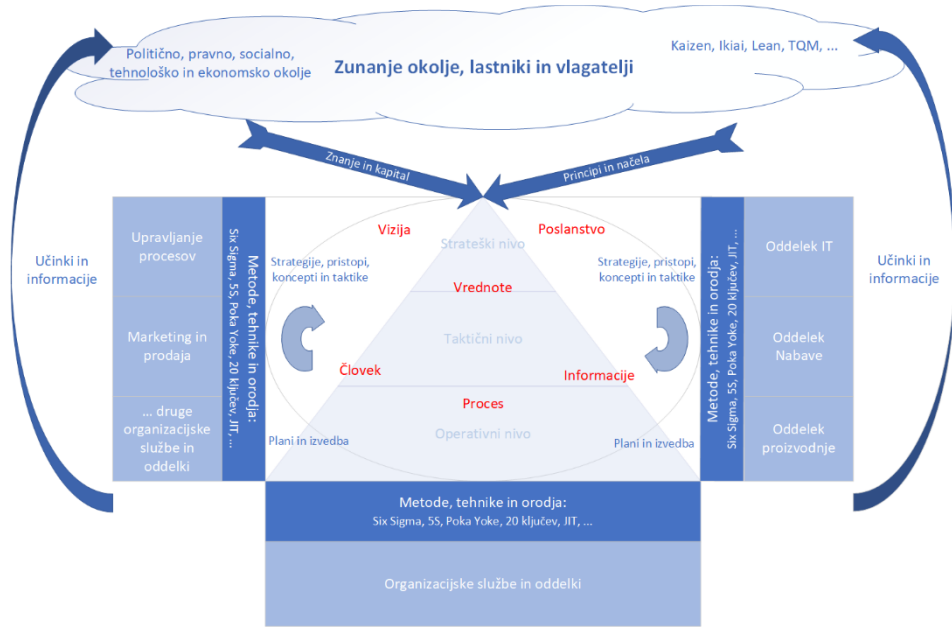 Politično, pravno, socialno,
tehnološko in ekonomsko okolje
Zunanje okolje, lastniki in vlagatelji
Kaizen, Ikiai, Lean, TQM, ...
Znanje in kapital
Principi in načela
Učinki in
informacije
Upravljanje
procesov
Marketing in
prodaja
... druge
organizacijske
službe in
oddelki
Metode, tehnike in orodja:
Six Sigma, 5S, Poka Yoke, 20 ključev, JIT, ...
Vizija
Poslanstvo
Strateški nivo
Strategije, pristopi,
koncepti in taktike
Strategije, pristopi,
koncepti in taktike
Vrednote
Taktični nivo
Človek
Informacije
Proces
Operativni nivo
Plani in izvedba
Plani in izvedba
Metode, tehnike in orodja:
Six Sigma, 5S, Poka Yoke, 20 ključev, JIT, ...
Oddelek IT
Oddelek
Nabave
Oddelek
proizvodnje
Učinki in
informacije
Metode, tehnike in orodja:
Six Sigma, 5S, Poka Yoke, 20 ključev, JIT, ...
Organizacijske službe in oddelki